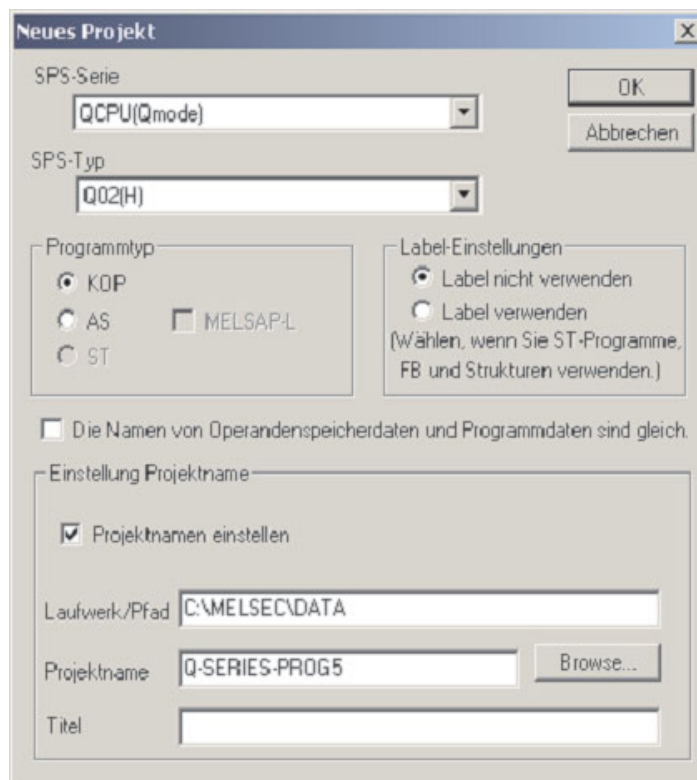 Neues Projekt
SPS-Serie
QCPU(Qmode)
OK
Abbrechen
SPS-Typ
Q02(H)
Programmtyp
KOP
AS
MELSAP-L
ST
Label-Einstellungen
Label nicht verwenden
Label verwenden
(Wählen, wenn Sie ST-Programme,
FB und Strukturen verwenden.)
Die Namen von Operandenspeicherdaten und Programmdaten sind gleich.
Einstellung Projektname
Projektnamen einstellen
Laufwerk/Pfad C:\MELSEC\DATA
Projektname Q-SERIES-PROG5 Browse...
Titel